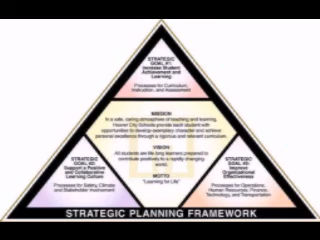 STRATEGIC
GOAL #1:
Increase Student
Achievement and
Learning
Processes for Curriculum,
Instruction, and Assessment
MISSION
In a safe, caring atmosphere of teaching and learning,
Hoover City Schools provide each student with
opportunities to develop exemplary character and achieve
personal excellence through a rigorous and relevant curriculum.
VISION
All students are life long learners prepared to
contribute positively to a rapidly changing
world.
MOTTO
"Learning for Life"
STRATEGIC
GOAL #2:
Support a Positive
and Collaborative
Learning Culture
Processes for Safety, Climate
and Stakeholder Involvement
STRATEGIC
GOAL #3:
Improve
Organizational
Effectiveness
Processes for Operations,
Human Resources, Finance,
Technology, and Transportation
STRATEGIC PLANNING FRAMEWORK